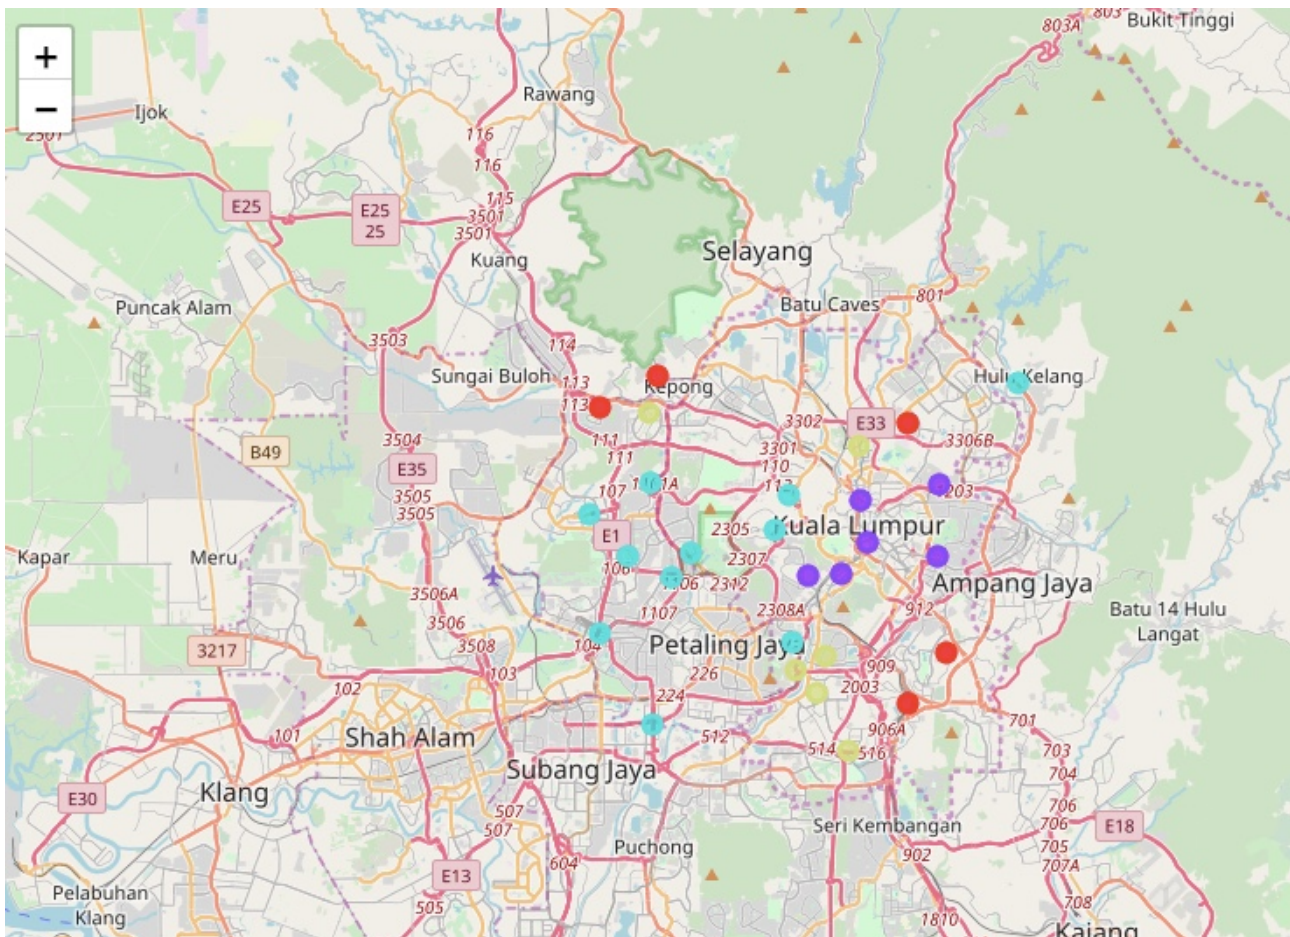 803
803A
Bukit Tinggi
+
−
Rawang
Ijok
2501
116
116
115
E25
E25
25
3501
3501
Selayang
Kuang
801
Batu Caves
Puncak Alam
3503
114
Sungai Buloh
113
Kepong
Hulu Kelang
113
3302
E33
3504
111
3306B
B49
111
3301
E35
110
107
3505
3505
2305
Kuala Lumpur
E1
Kapar
Meru
2307
106
2312
Ampang Jaya
3506A
1107
2308A
912
Batu 14 Hulu
Langat
3506
3217
3508
104
Petaling Jaya
909
103
226
102
2003
224
701
101
Shah Alam
512
906A
514
516
703
Subang Jaya
704
E30
Klang
507
706
507
Seri Kembangan
706
E18
Puchong
705
902
604
707A
E13
Pelabuhan
Klang
505
708
1810
Kajang